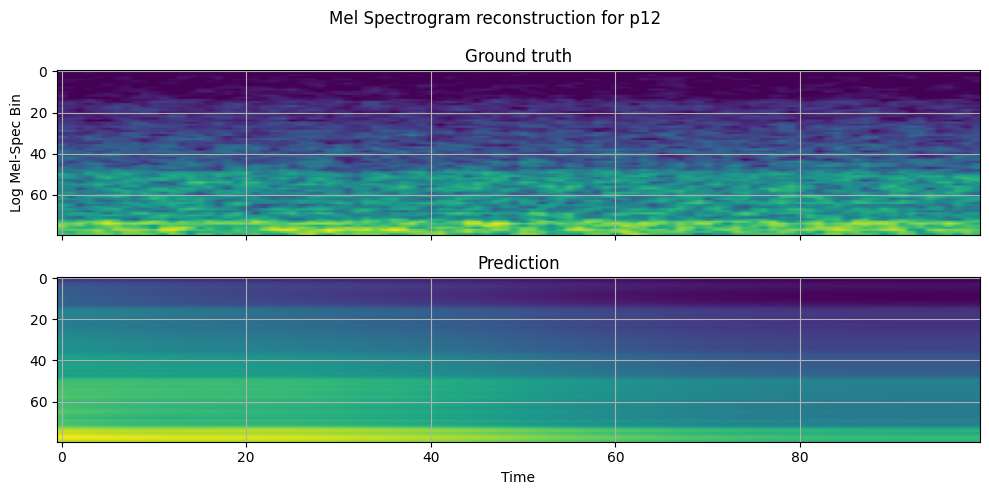 Mel Spectrogram reconstruction for p12
Ground truth
0
20
40
60
Log Mel-Spec Bin
Prediction
0
20
40
60
0 20 40 60 80
Time